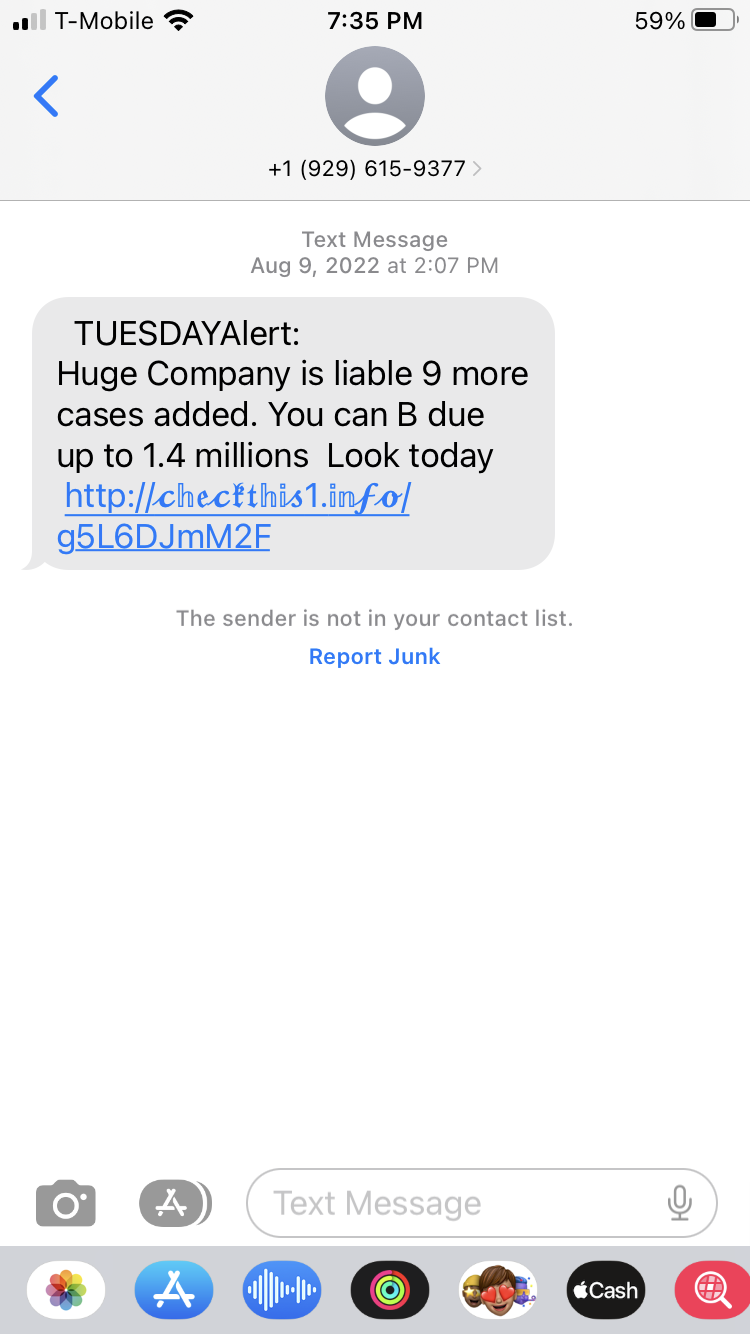 T-Mobile 7:35 PM 59%
+1 (929) 615-9377
Text Message
Aug 9, 2022 at 2:07 PM
TUESDAYAlert:
Huge Company is liable 9 more
cases added. You can B due
up to 1.4 millions  Look today
http://𝓬𝕙𝓮𝓬𝖐𝖙𝕙𝕚𝓼1.𝕚𝕟𝓯𝓸/
g5L6DJmM2F
The sender is not in your contact list.
Report Junk
Text Message
Cash